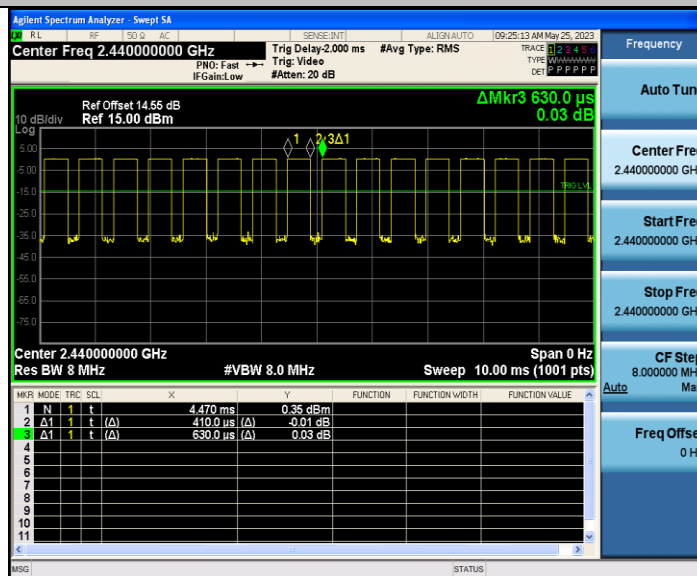 Agilent Spectrum Analyzer - Swept SA
RL RF 50 Ω AC SENSE:INT ALIGN AUTO 09:25:13 AM May 25, 2023
Center Freq 2.440000000 GHz
PNO: Fast
IFGain:Low
Trig Delay-2.000 ms
Trig: Video
#Atten: 20 dB
#Avg Type: RMS
TRACE 1 2 3 4 5 6
TYPE W
DET P P P P P P
Frequency
Auto Tun
Center Fre
2.440000000 GH
Start Fre
2.440000000 GH
Stop Fre
2.440000000 GH
CF Step
8.000000 MH
Auto Ma
Freq Offse
0 H
ΔMkr3 630.0 µs
0.03 dB
Ref Offset 14.55 dB
10 dB/div Ref 15.00 dBm
Log
1 2 3Δ1
5.00
-5.00
-15.0
TRIG LVL
-25.0
-35.0
-45.0
-55.0
-65.0
-75.0
Center 2.440000000 GHz Span 0 Hz
Res BW 8 MHz #VBW 8.0 MHz Sweep 10.00 ms (1001 pts)
MKR MODE TRC SCL X Y FUNCTION FUNCTION WIDTH FUNCTION VALUE
1 N 1 t 4.470 ms 0.35 dBm
2 Δ1 1 t (Δ) 410.0 µs (Δ) -0.01 dB
3 Δ1 1 t (Δ) 630.0 µs (Δ) 0.03 dB
4
5
6
7
8
9
10
11
MSG STATUS